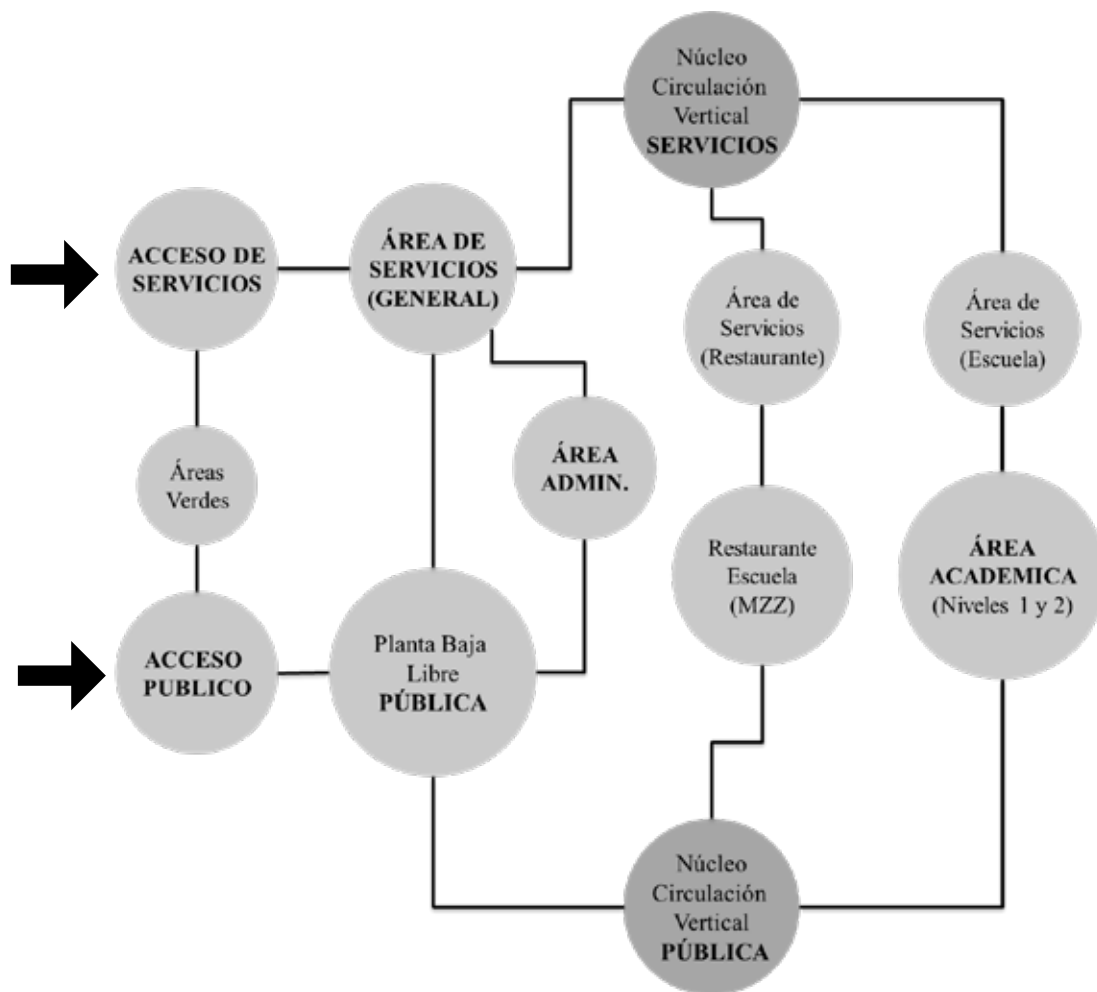 Núcleo
Circulación
Vertical
SERVICIOS
ACCESO DE
SERVICIOS
ÁREA DE
SERVICIOS
(GENERAL)
Área de
Servicios
(Restaurante)
Área de
Servicios
(Escuela)
Áreas
Verdes
ÁREA
ADMIN.
Restaurante
Escuela
(MZZ)
ÁREA
ACADEMICA
(Niveles 1 y 2)
ACCESO
PUBLICO
Planta Baja
Libre
PÚBLICA
Núcleo
Circulación
Vertical
PÚBLICA